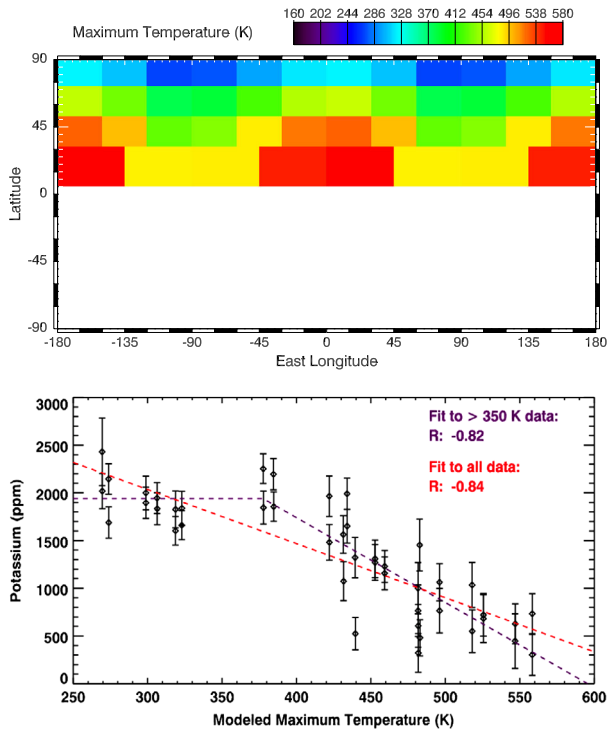 Maximum Temperature (K)
160 202 244 286 328 370 412 454 496 538 580
90
45
0
-45
-90
Latitude
-180 -135 -90 -45 0 45 90 135 180
East Longitude
3000
2500
2000
1500
1000
500
0
Potassium (ppm)
Fit to > 350 K data:
R: -0.82
Fit to all data:
R: -0.84
250 300 350 400 450 500 550 600
Modeled Maximum Temperature (K)